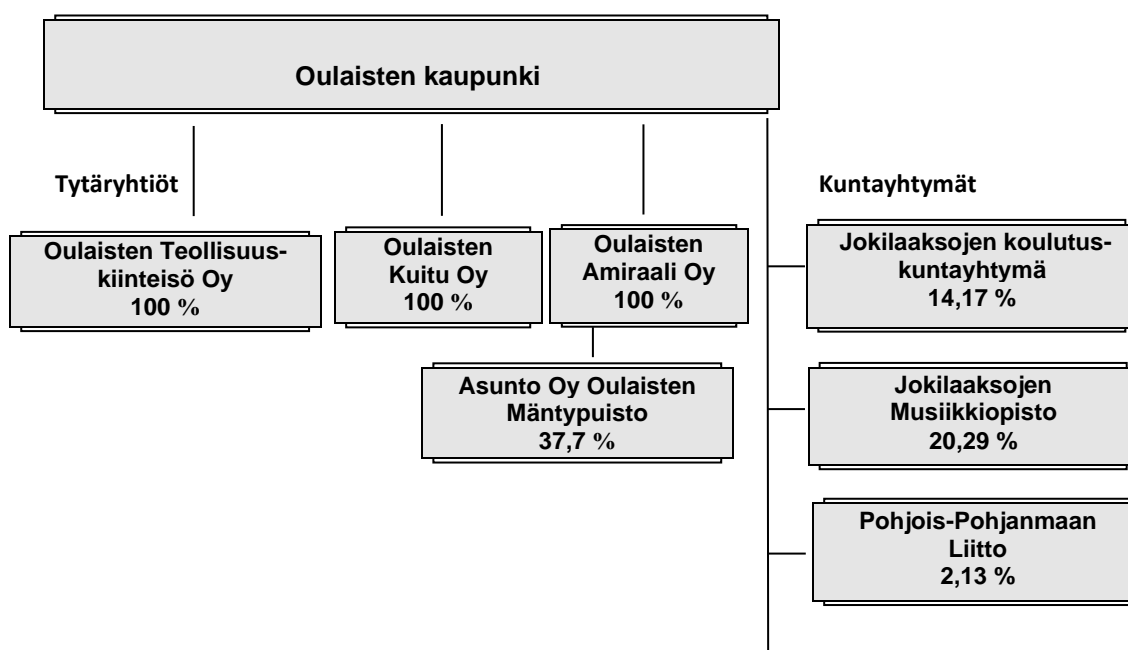 Oulaisten kaupunki
Tytäryhtiöt
Kuntayhtymät
Oulaisten Teollisuus-
kiinteisö Oy
100 %
Oulaisten
Kuitu Oy
100 %
Oulaisten
Amiraali Oy
100 %
Asunto Oy Oulaisten
Mäntypuisto
37,7 %
Jokilaaksojen koulutus-
kuntayhtymä
14,17 %
Jokilaaksojen
Musiikkiopisto
20,29 %
Pohjois-Pohjanmaan
Liitto
2,13 %